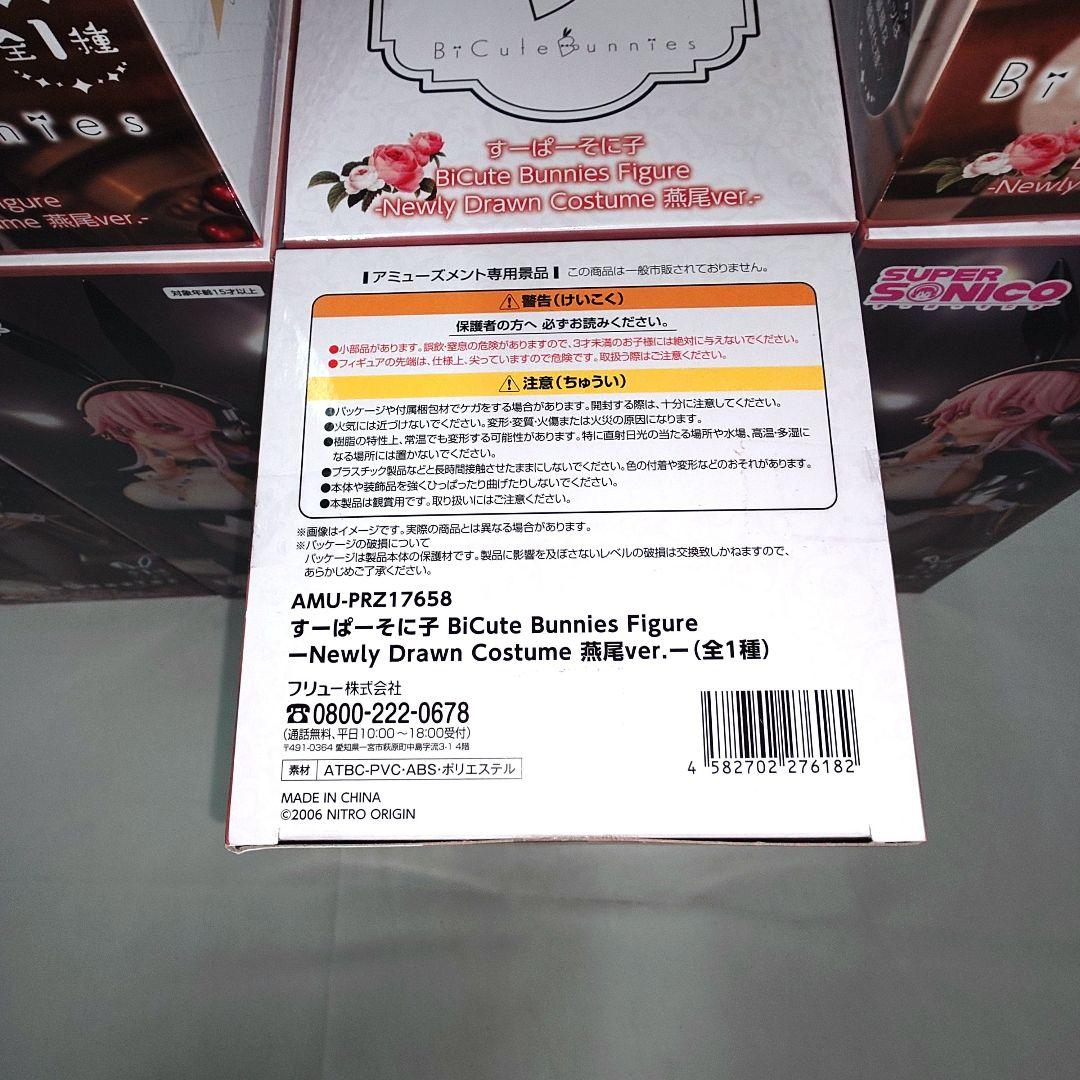 全1種
nies
igure
ume 燕尾ver.-
BiCute Bunnies
すーぱーそに子
BiCute Bunnies Figure
-Newly Drawn Costume 燕尾ver.-
Bi
-Newly
対象年齢15才以上
SUPER
SONICO
アミューズメント専用景品 この商品は一般市販されておりません。
警告(けいこく)
保護者の方へ 必ずお読みください。
●小部品があります。誤飲・窒息の危険がありますので、3才未満のお子様には絶対に与えないでください。
●フィギュアの先端は、仕様上、尖っていますので危険です。取扱う際はご注意ください。
注意(ちゅうい)
●パッケージや付属梱包材でケガをする場合があります。開封する際は、十分に注意してください。
●火気には近づけないでください。変形・変質・火傷または火災の原因になります。
●樹脂の特性上、常温でも変形する可能性があります。特に直射日光の当たる場所や水場、高温・多湿に
なる場所には置かないでください。
●プラスチック製品などと長時間接触させたままにしないでください。色の付着や変形などのおそれがあります。
●本体や装飾品を強くひっぱったり曲げたりしないでください。
●本製品は観賞用です。取り扱いにはご注意ください。
※画像はイメージです。実際の商品とは異なる場合があります。
※パッケージの破損について
パッケージは製品本体の保護材です。製品に影響を及ぼさないレベルの破損は交換致しかねますので、
あらかじめご了承ください。
AMU-PRZ17658
すーぱーそに子 BiCute Bunnies Figure
ーNewly Drawn Costume 燕尾ver.ー(全1種)
フリュー株式会社
☎0800-222-0678
(通話無料、平日10:00~18:00受付)
〒491-0364 愛知県一宮市萩原町中島字流3-1 4階
素材 ATBC-PVC・ABS・ポリエステル
MADE IN CHINA
©2006 NITRO ORIGIN
4 582702 276182